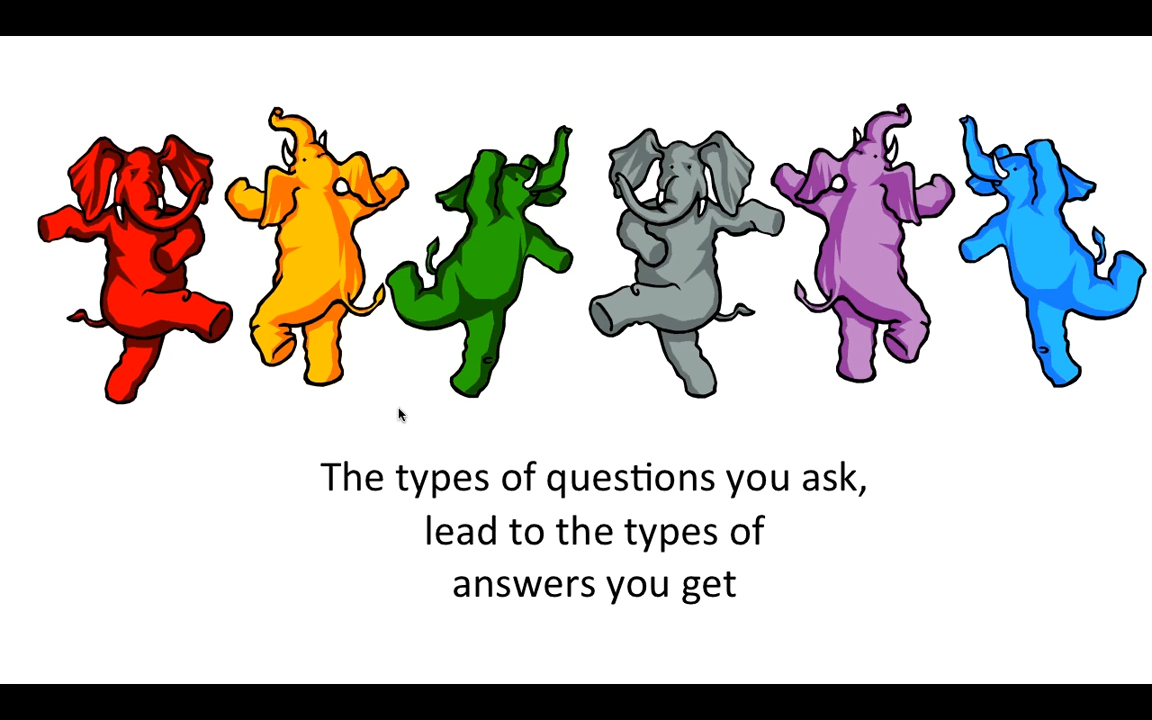 The types of questions you ask,
lead to the types of
answers you get